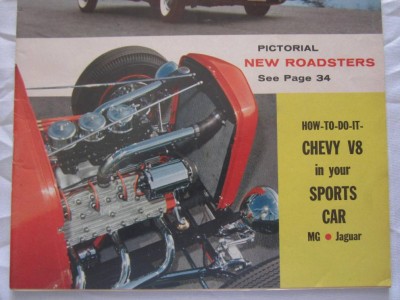 PICTORIAL
NEW ROADSTERS
See Page 34
HOW-TO-DO-IT-
CHEVY V8
in your
SPORTS
CAR
MG • Jaguar